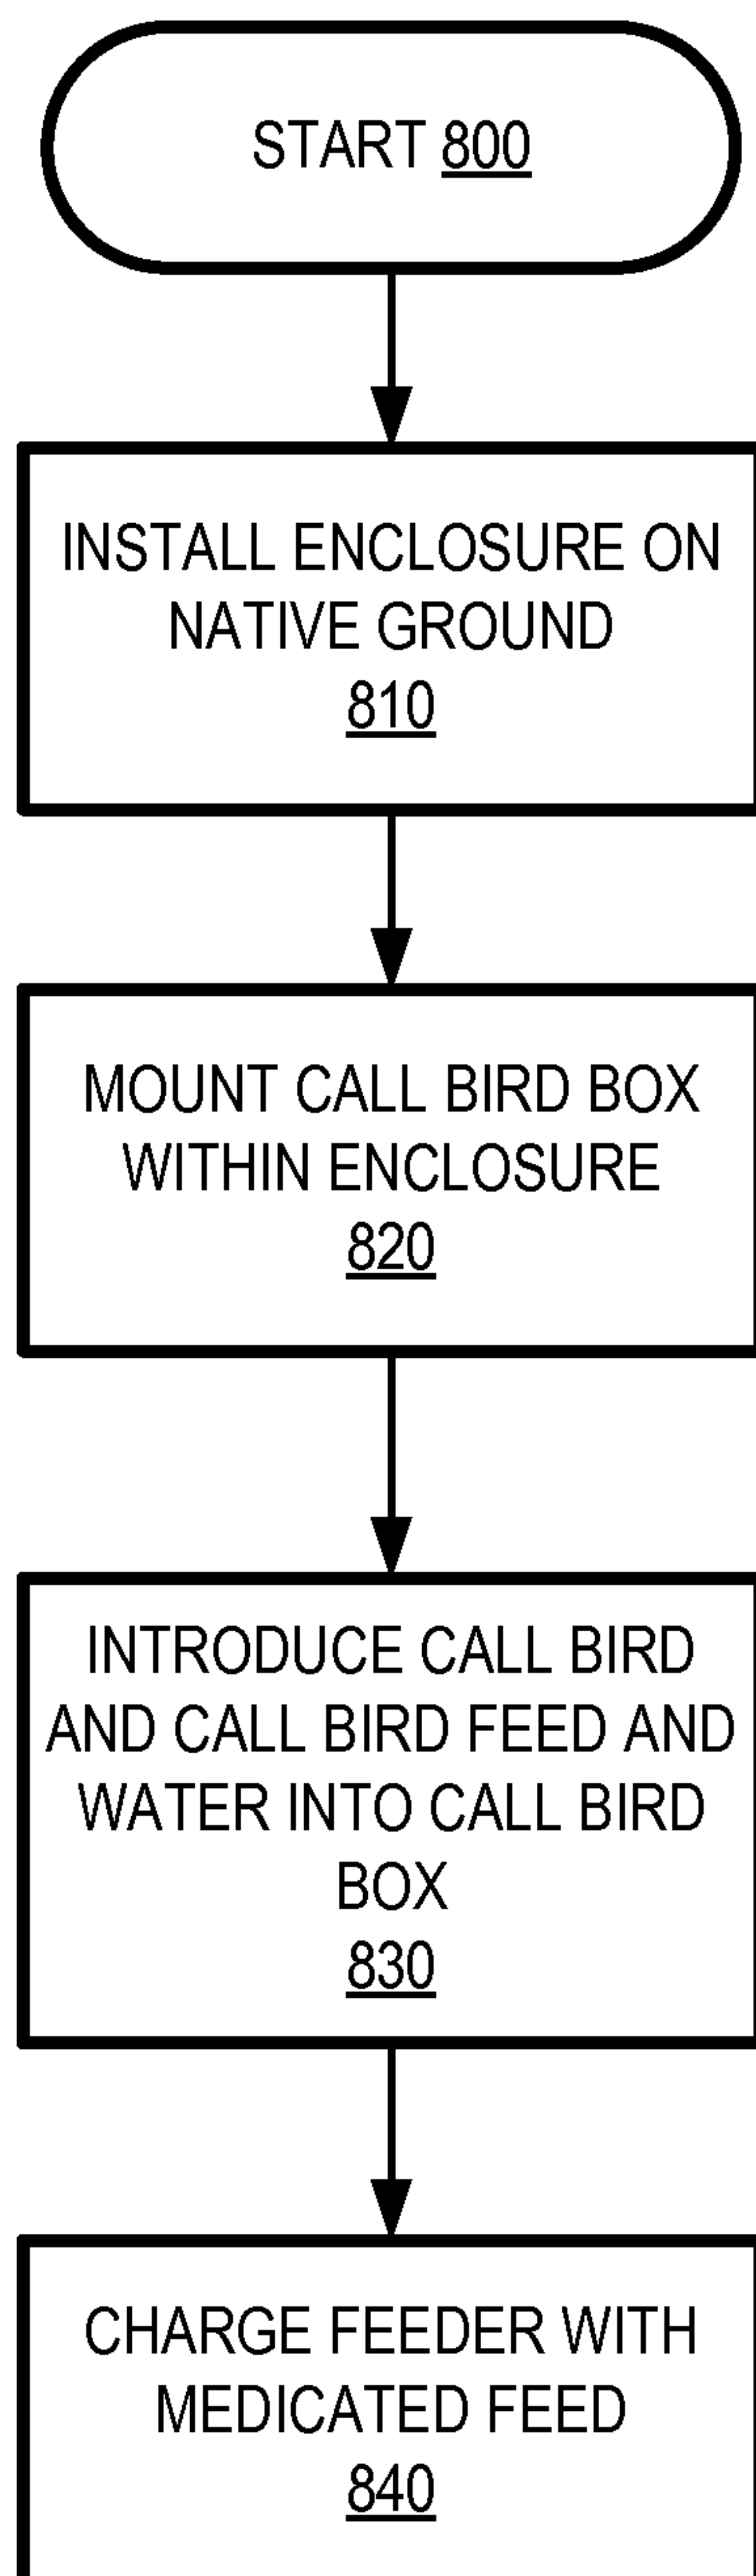 START 800
INSTALL ENCLOSURE ON
NATIVE GROUND
810
MOUNT CALL BIRD BOX
WITHIN ENCLOSURE
820
INTRODUCE CALL BIRD
AND CALL BIRD FEED AND
WATER INTO CALL BIRD
BOX
830
CHARGE FEEDER WITH
MEDICATED FEED
840